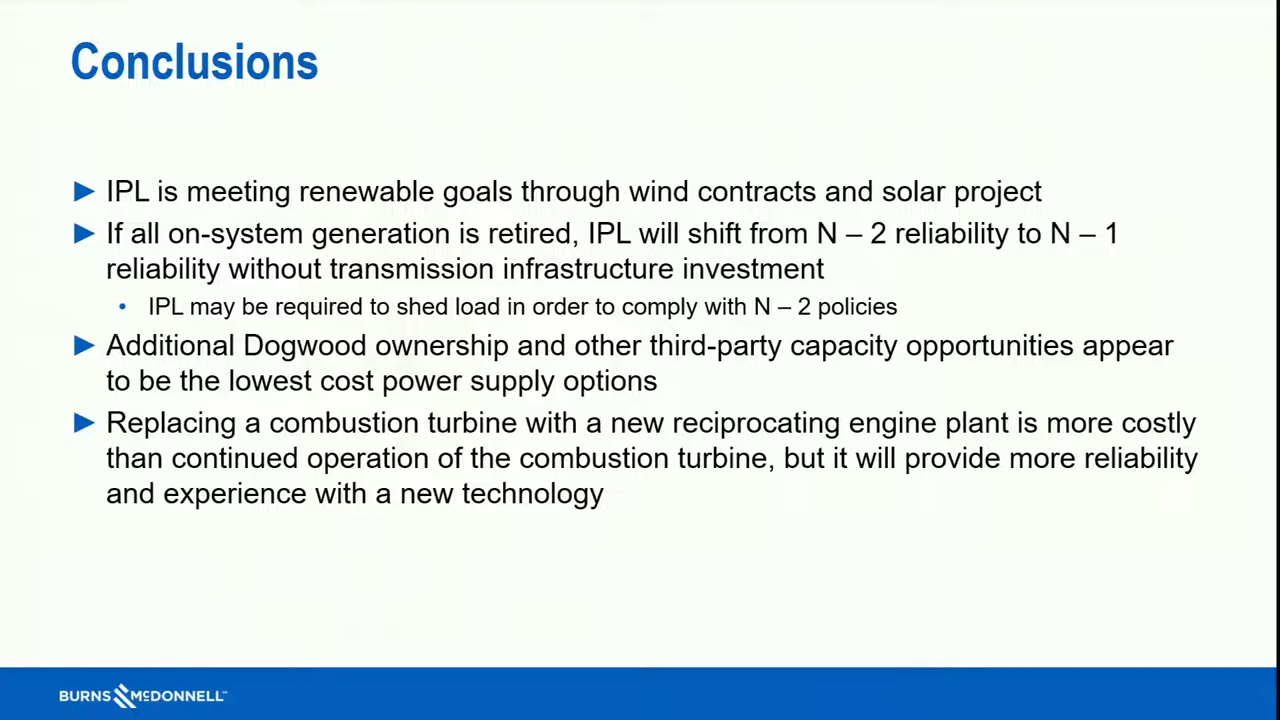 Conclusions
► IPL is meeting renewable goals through wind contracts and solar project
► If all on-system generation is retired, IPL will shift from N – 2 reliability to N – 1
reliability without transmission infrastructure investment
• IPL may be required to shed load in order to comply with N – 2 policies
► Additional Dogwood ownership and other third-party capacity opportunities appear
to be the lowest cost power supply options
► Replacing a combustion turbine with a new reciprocating engine plant is more costly
than continued operation of the combustion turbine, but it will provide more reliability
and experience with a new technology
BURNS McDONNELL™